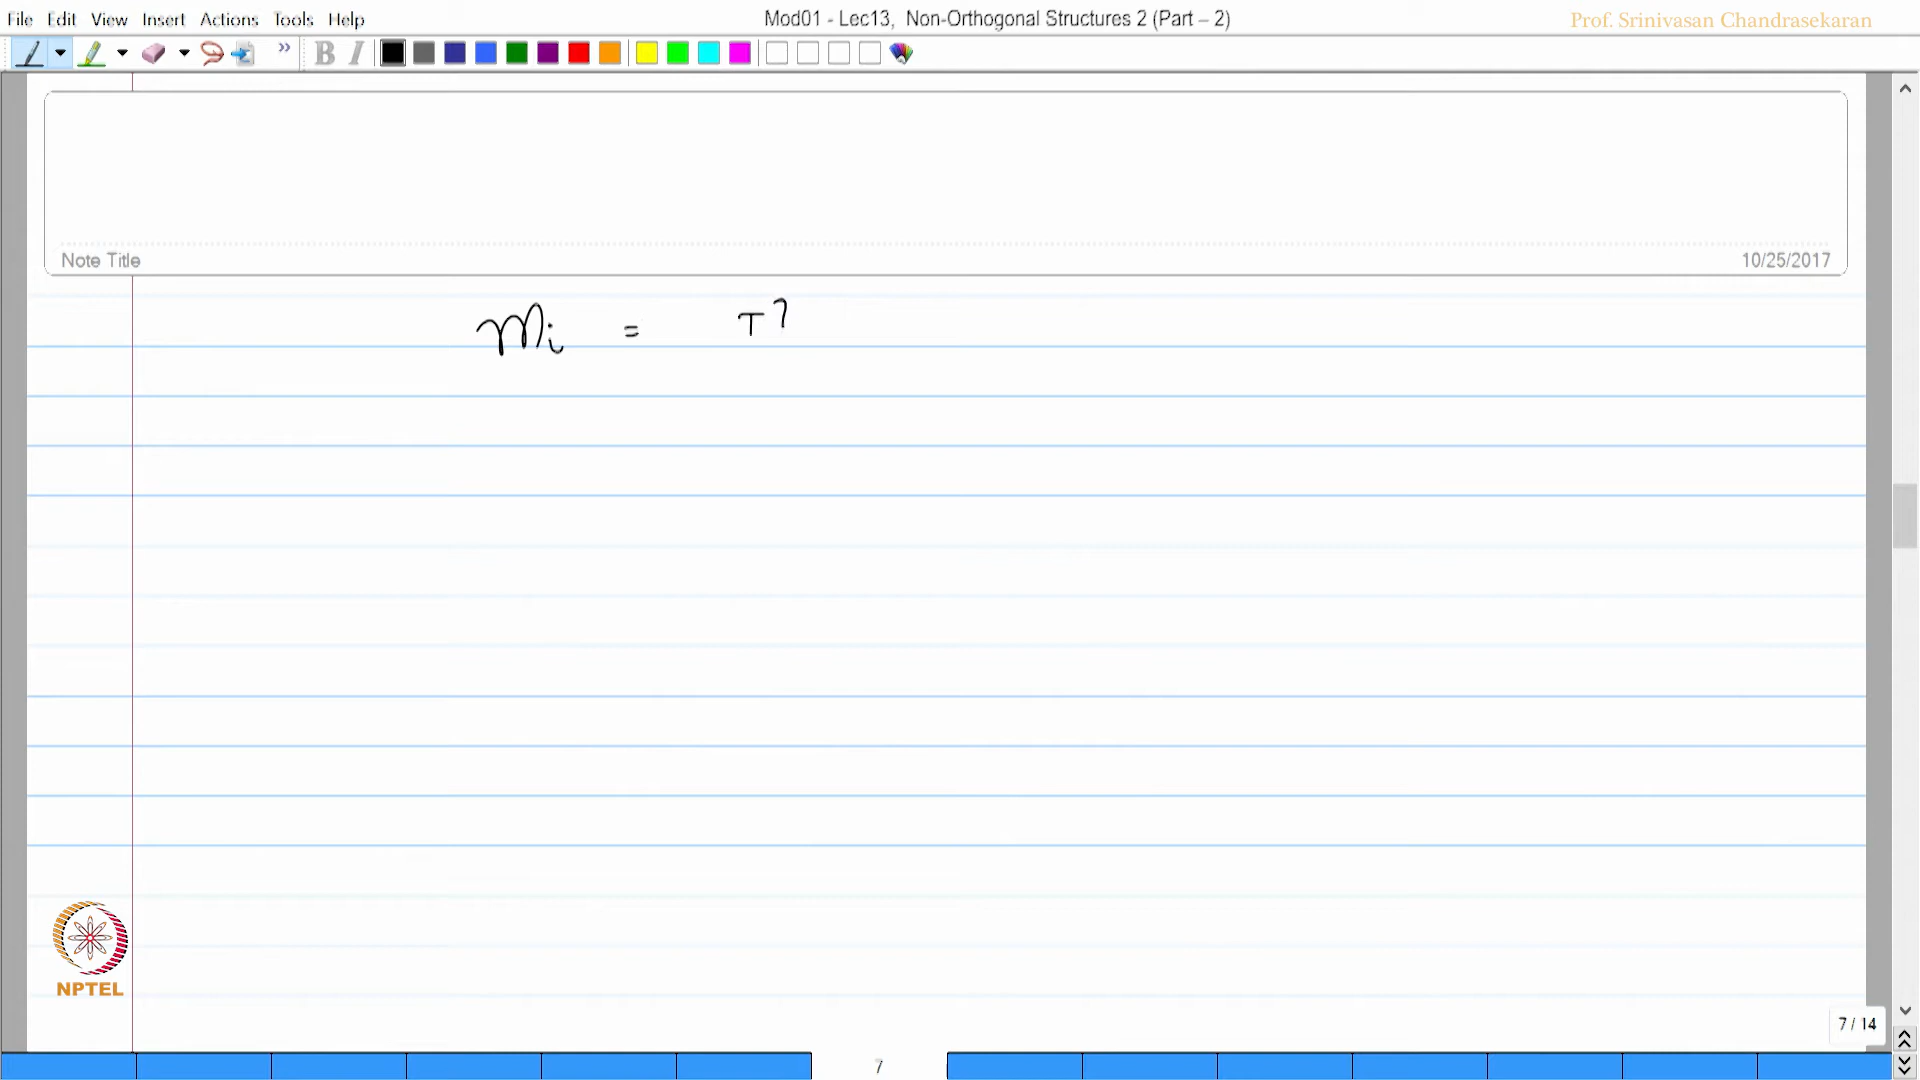 File Edit View Insert Actions Tools Help
Mod01 - Lec13, Non-Orthogonal Structures 2 (Part – 2)
Prof. Srinivasan Chandrasekaran
» B I
Note Title
10/25/2017
Mi =
NPTEL
7 / 14
7